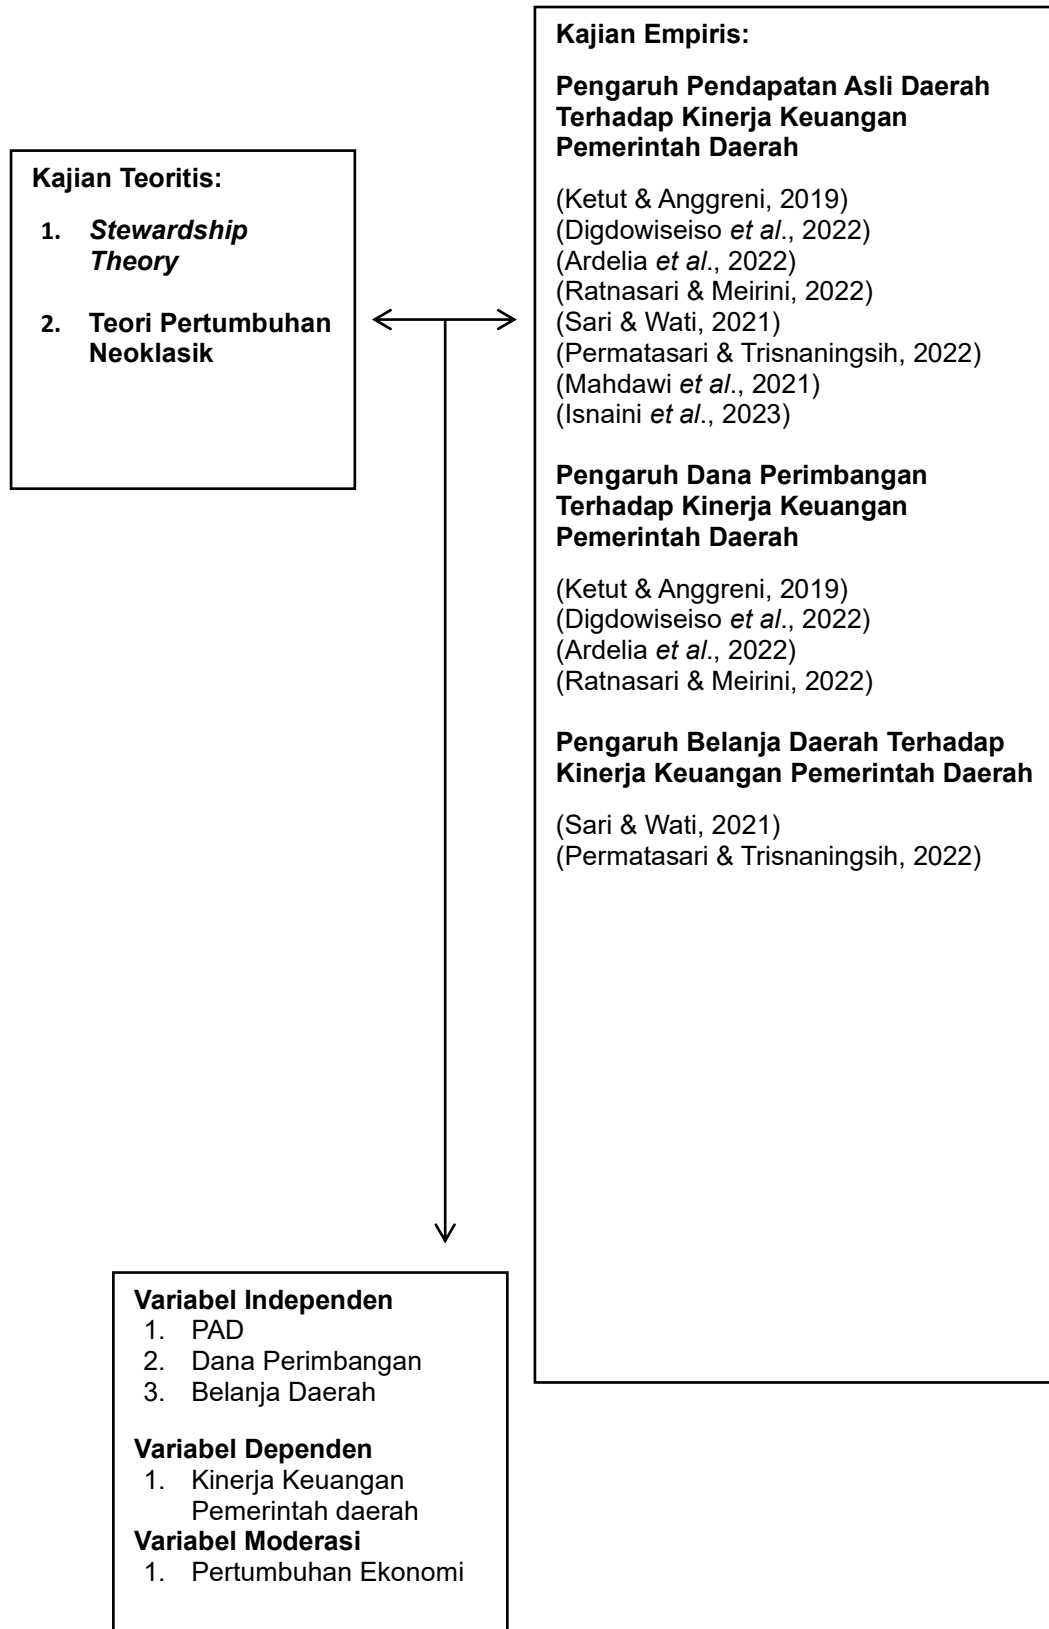 Kajian Teoritis:
1. Stewardship
Theory
2. Teori Pertumbuhan
Neoklasik
Kajian Empiris:
Pengaruh Pendapatan Asli Daerah
Terhadap Kinerja Keuangan
Pemerintah Daerah
(Ketut & Anggreni, 2019)
(Digdowiseiso et al., 2022)
(Ardelia et al., 2022)
(Ratnasari & Meirini, 2022)
(Sari & Wati, 2021)
(Permatasari & Trisnaningsih, 2022)
(Mahdawi et al., 2021)
(Isnaini et al., 2023)
Pengaruh Dana Perimbangan
Terhadap Kinerja Keuangan
Pemerintah Daerah
(Ketut & Anggreni, 2019)
(Digdowiseiso et al., 2022)
(Ardelia et al., 2022)
(Ratnasari & Meirini, 2022)
Pengaruh Belanja Daerah Terhadap
Kinerja Keuangan Pemerintah Daerah
(Sari & Wati, 2021)
(Permatasari & Trisnaningsih, 2022)
Variabel Independen
1. PAD
2. Dana Perimbangan
3. Belanja Daerah
Variabel Dependen
1. Kinerja Keuangan
Pemerintah daerah
Variabel Moderasi
1. Pertumbuhan Ekonomi